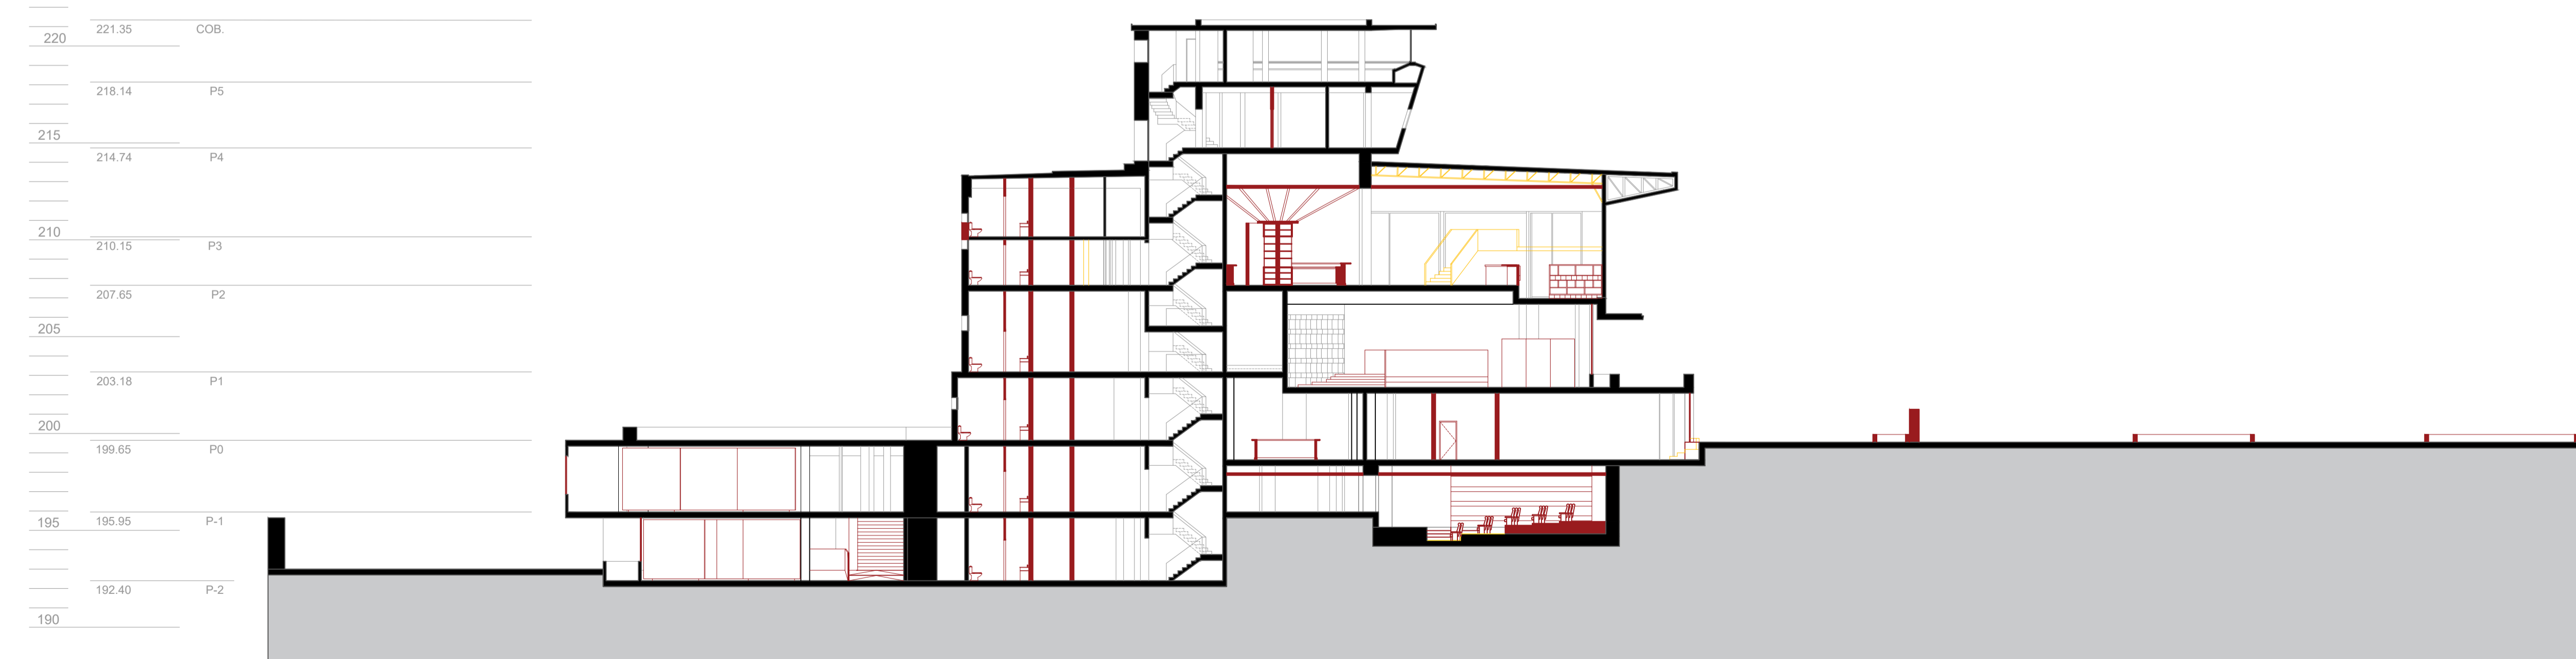 221.35 COB.
220
218.14 P5
215
214.74 P4
210
210.15 P3
207.65 P2
205
203.18 P1
200
199.65 P0
195 195.95 P-1
192.40 P-2
190